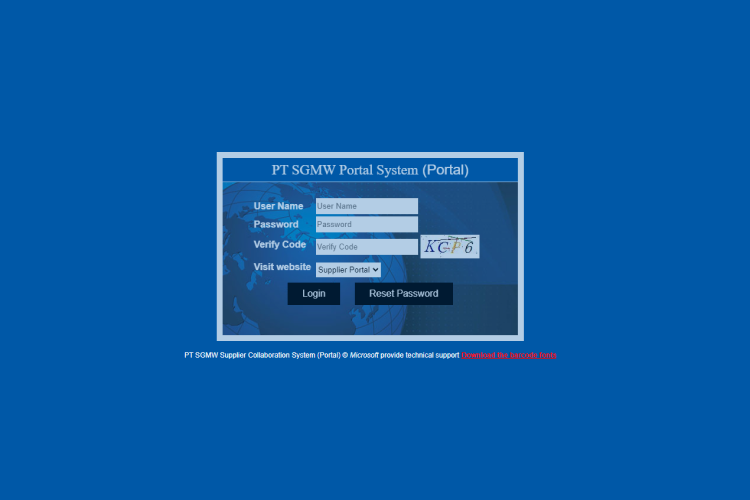 PT SGMW Portal System (Portal)
User Name User Name
Password Password
Verify Code Verify Code KCP6
Visit website Supplier Portal
Login Reset Password
PT SGMW Supplier Collaboration System (Portal) © Microsoft provide technical support Download the barcode fonts